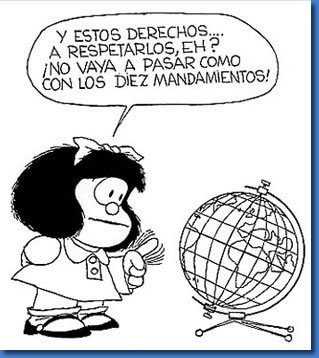 Y ESTOS DERECHOS....
A RESPETARLOS, EH?
¡NO VAYA A PASAR COMO
CON LOS DIEZ MANDAMIENTOS!